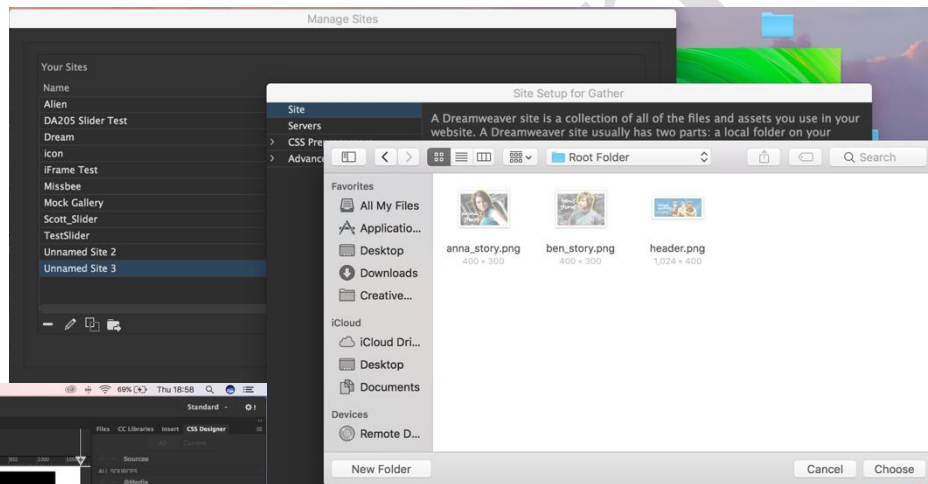 Manage Sites
Your Sites
Name
Alien
DA205 Slider Test
Dream
icon
iFrame Test
Missbee
Mock Gallery
Scott_Slider
TestSlider
Unnamed Site 2
Unnamed Site 3
Site Setup for Gather
Site
Servers
CSS Pre
Advance
A Dreamweaver site is a collection of all of the files and assets you use in your
website. A Dreamweaver site usually has two parts: a local folder on your
Root Folder
Search
Favorites
All My Files
Applicatio...
Desktop
Downloads
Creative...
iCloud
iCloud Dri...
Desktop
Documents
Devices
Remote D...
anna_story.png
400 × 300
ben_story.png
400 × 300
header.png
1,024 × 400
New Folder
Cancel
Choose
69%
Thu 18:58
Standard
Files CC Libraries Insert CSS Designer
All Current
Sources
ALL SOURCES
@Media